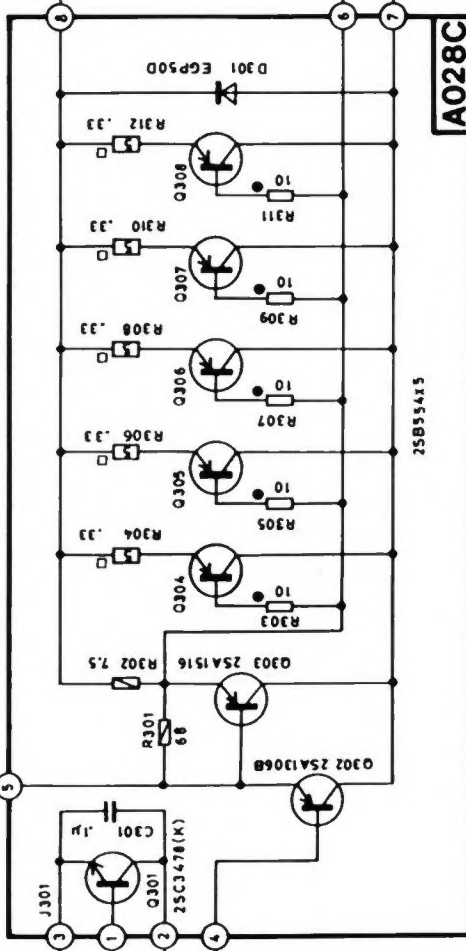 8
6
7
A028C
D301 EGP50D
R312 .33
Q308
10
R311
R310 .33
Q307
10
R309
R308 .33
Q306
10
R307
R306 .33
Q305
10
R305
R304 .33
Q304
10
R303
2SB554x5
R302 7.5
Q303 2SA1516
R301
68
Q302 2SA1306B
5
C301
.1μ
J301
Q301
2SC3478(K)
3
1
2
4